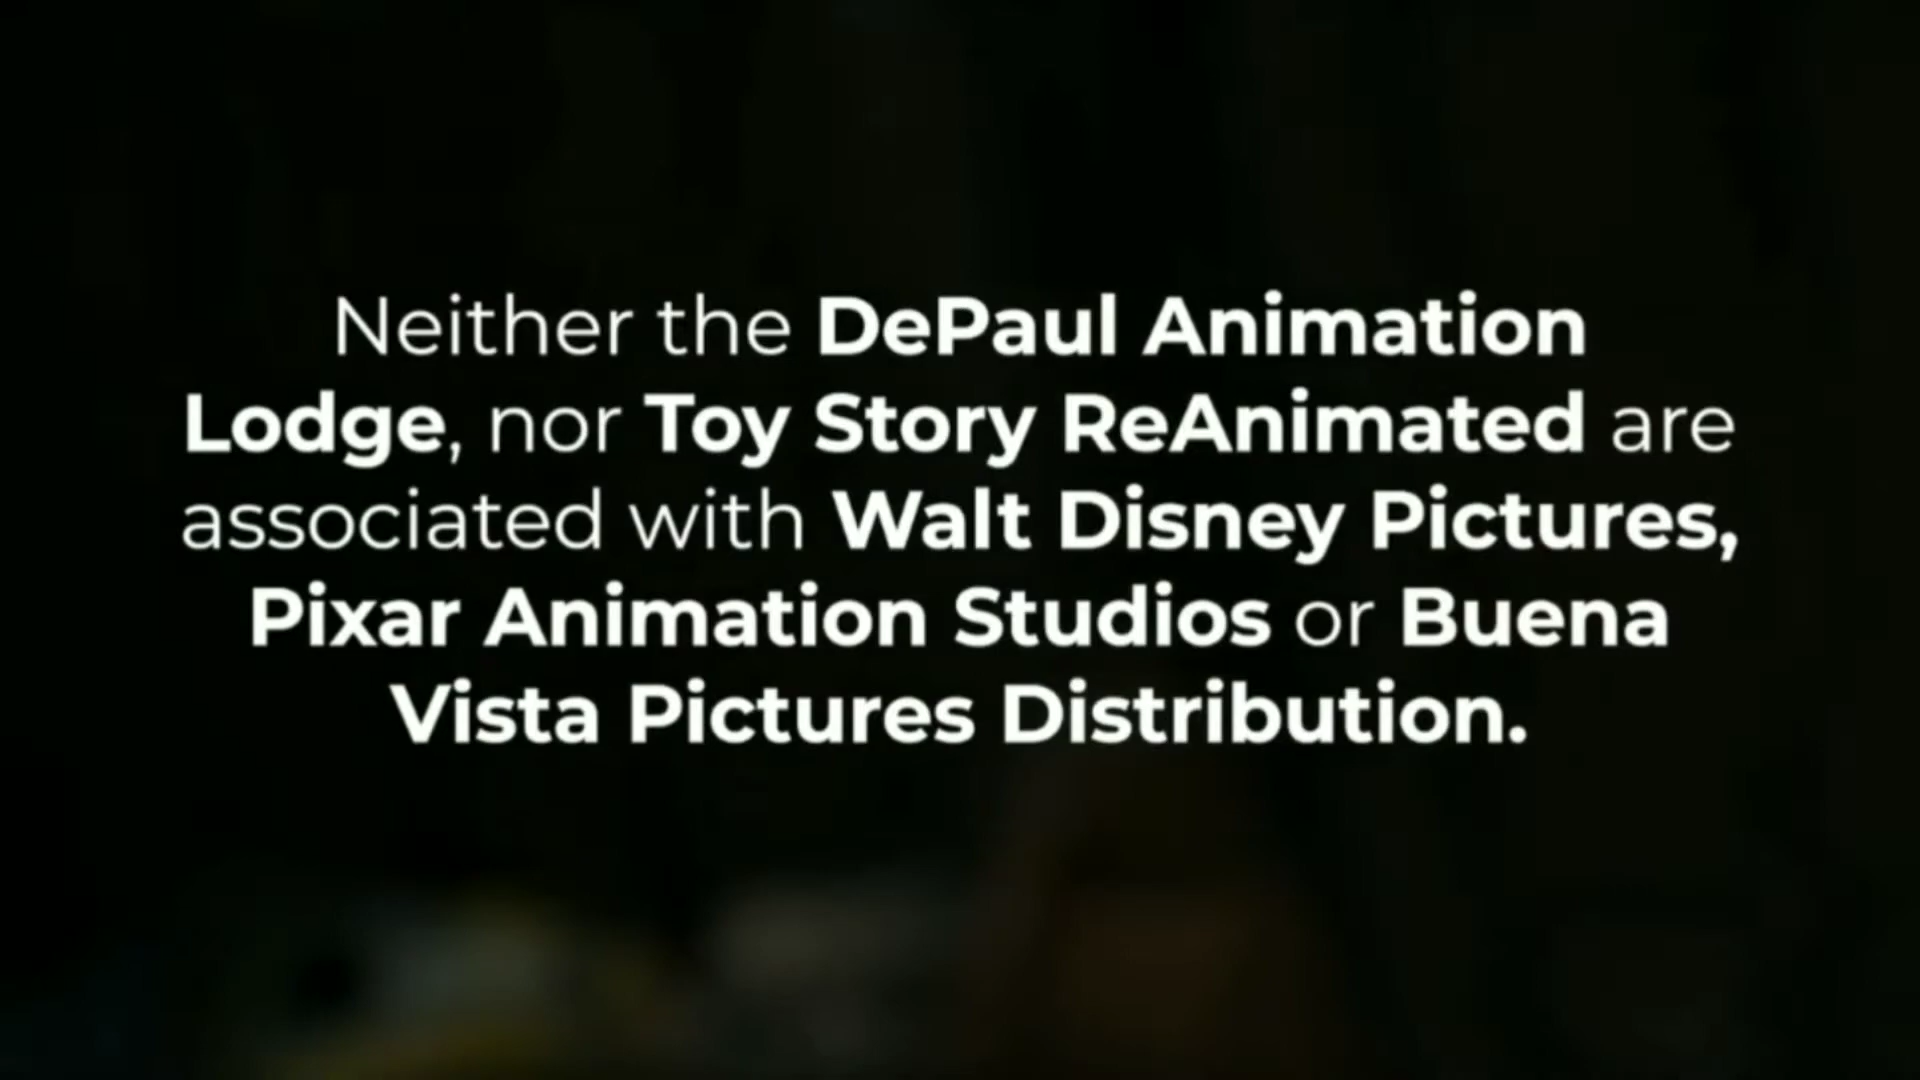 Neither the DePaul Animation
Lodge, nor Toy Story ReAnimated are
associated with Walt Disney Pictures,
Pixar Animation Studios or Buena
Vista Pictures Distribution.